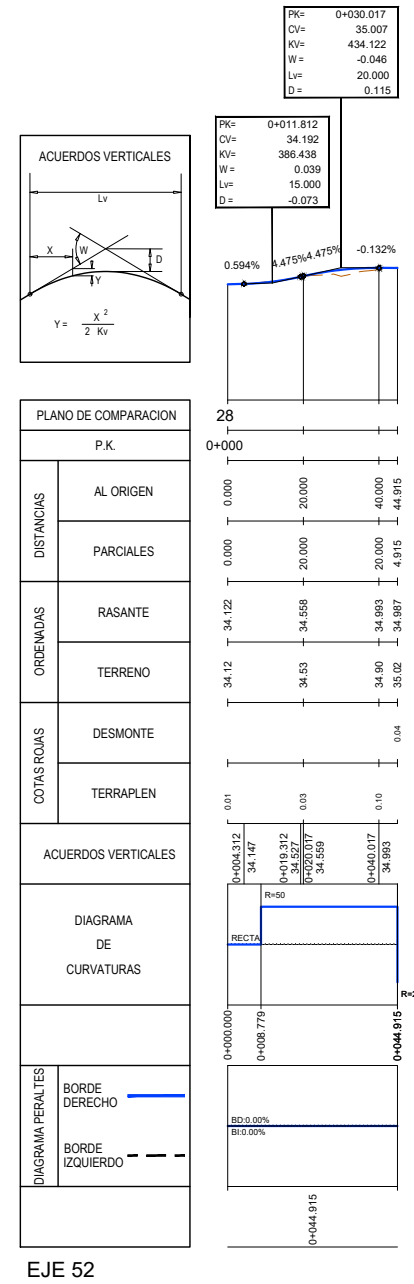 PK= 0+030.017
CV= 35.007
KV= 434.122
W = -0.046
Lv= 20.000
D = 0.115
PK= 0+011.812
CV= 34.192
KV= 386.438
W = 0.039
Lv= 15.000
D = -0.073
ACUERDOS VERTICALES
Lv
X
W
D
Y
Y = X 2
2 Kv
0.594%
4.475%
4.475%
-0.132%
PLANO DE COMPARACION 28
P.K. 0+000
DISTANCIAS
AL ORIGEN 0.000 20.000 40.000 44.915
PARCIALES 0.000 20.000 20.000 4.915
ORDENADAS
RASANTE 34.122 34.558 34.993 34.987
TERRENO 34.12 34.53 34.90 35.02
COTAS ROJAS
DESMONTE 0.04
TERRAPLEN 0.01 0.03 0.10
ACUERDOS VERTICALES
0+004.312
34.147
0+019.312
34.527
0+020.017
34.559
0+040.017
34.993
DIAGRAMA
DE
CURVATURAS
RECTA
R=50
0+000.000
0+008.779
0+044.915
DIAGRAMA PERALTES
BORDE
DERECHO
BORDE
IZQUIERDO
BD:0.00%
BI:0.00%
0+044.915
EJE 52